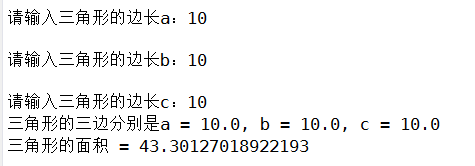 请输入三角形的边长a：10
请输入三角形的边长b：10
请输入三角形的边长c：10
三角形的三边分别是a = 10.0, b = 10.0, c = 10.0
三角形的面积 = 43.30127018922193